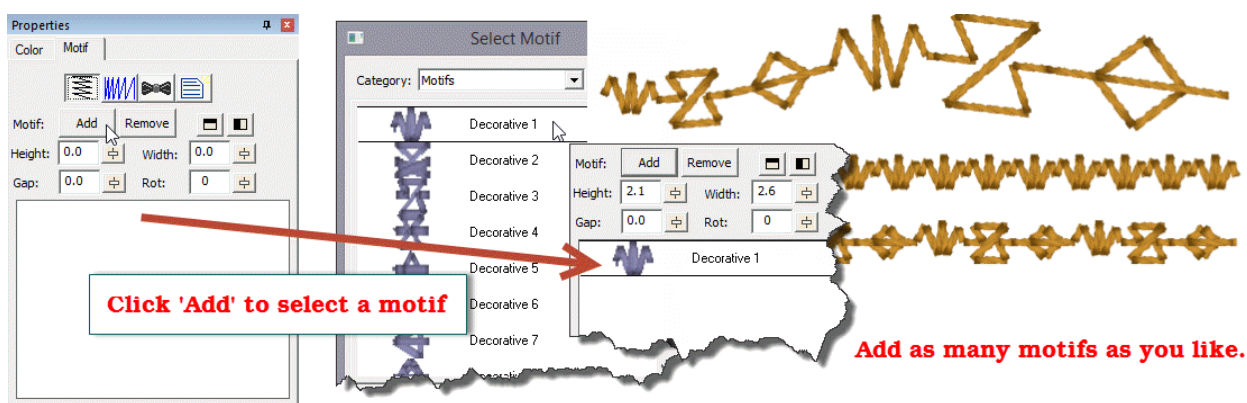 Properties
Color Motif
Motif: Add Remove
Height: 0.0 Width: 0.0
Gap: 0.0 Rot: 0
Select Motif
Category: Motifs
Decorative 1
Decorative 2
Decorative 3
Decorative 4
Decorative 5
Decorative 6
Decorative 7
Motif: Add Remove
Height: 2.1 Width: 2.6
Gap: 0.0 Rot: 0
Decorative 1
Click 'Add' to select a motif
Add as many motifs as you like.